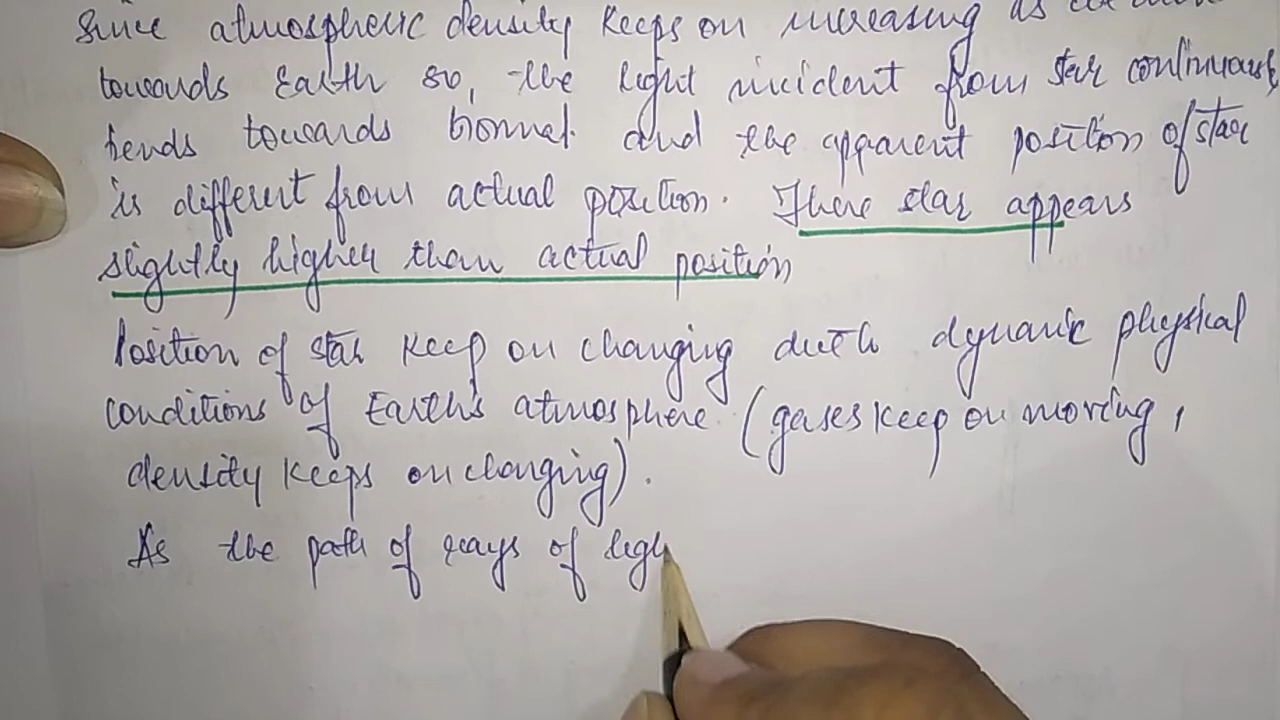 Since atmospheric density keeps on increasing as
towards Earth so, the light incident from star continuously
bends towards normal and the apparent position of star
is different from actual position. There star appears
slightly higher than actual position
Position of star keep on changing due to dynamic physical
conditions of Earth's atmosphere (gases keep on moving,
density keeps on changing).
As the path of rays of ligh